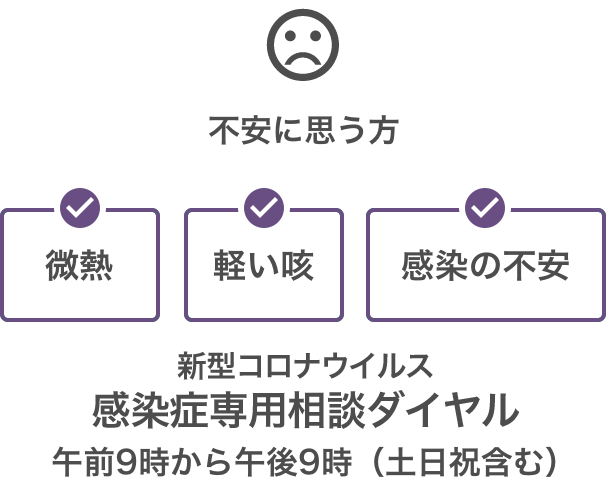 不安に思う方
微熱 軽い咳 感染の不安
新型コロナウイルス
感染症専用相談ダイヤル
午前9時から午後9時（土日祝含む）